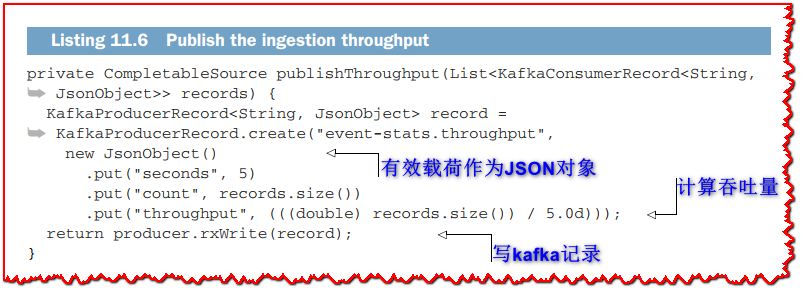 Listing 11.6 Publish the ingestion throughput
private CompletableSource publishThroughput(List<KafkaConsumerRecord<String,
JsonObject>> records) {
KafkaProducerRecord<String, JsonObject> record =
KafkaProducerRecord.create("event-stats.throughput",
new JsonObject()
有效载荷作为JSON对象
.put("seconds", 5)
.put("count", records.size())
计算吞吐量
.put("throughput", (((double) records.size()) / 5.0d)));
return producer.rxWrite(record);
写kafka记录
}